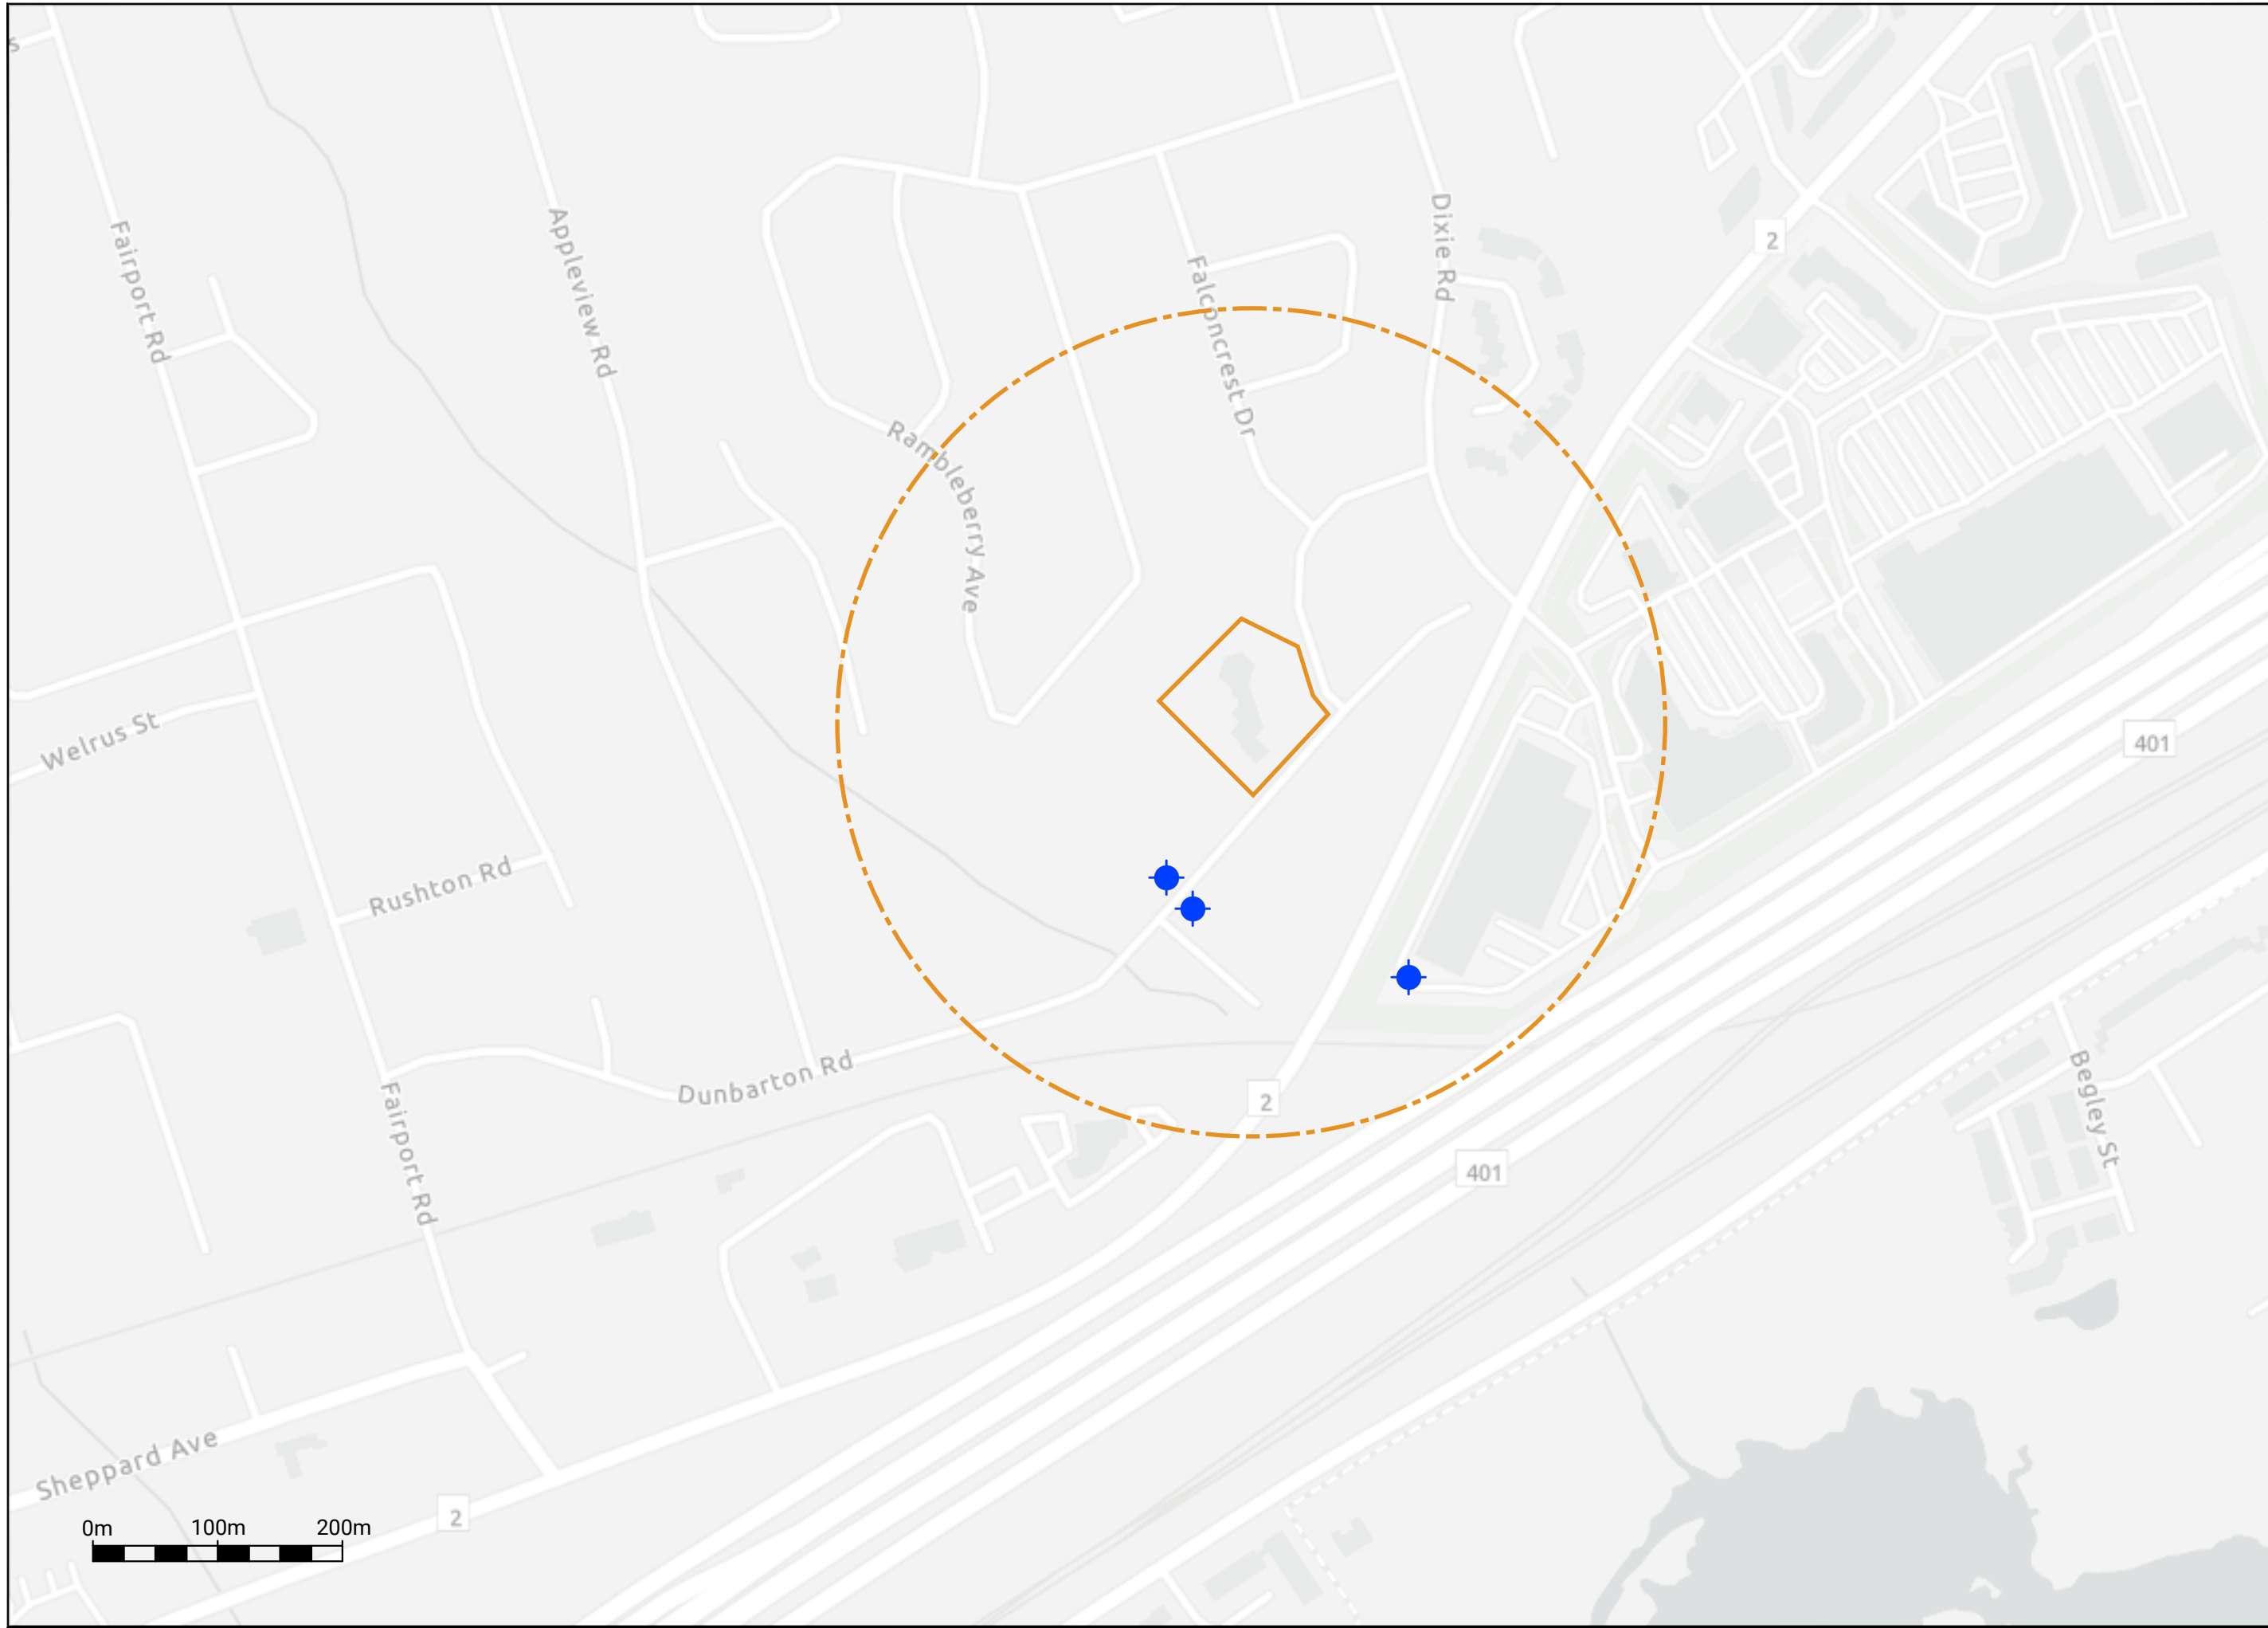 s
Fairport Rd
Appleview Rd
Dixie Rd
2
Falconcrest Dr
Rambleberry Ave
Welrus St
401
Rushton Rd
Dunbarton Rd
2
Begley St
Fairport Rd
401
Sheppard Ave
2
0m 100m 200m